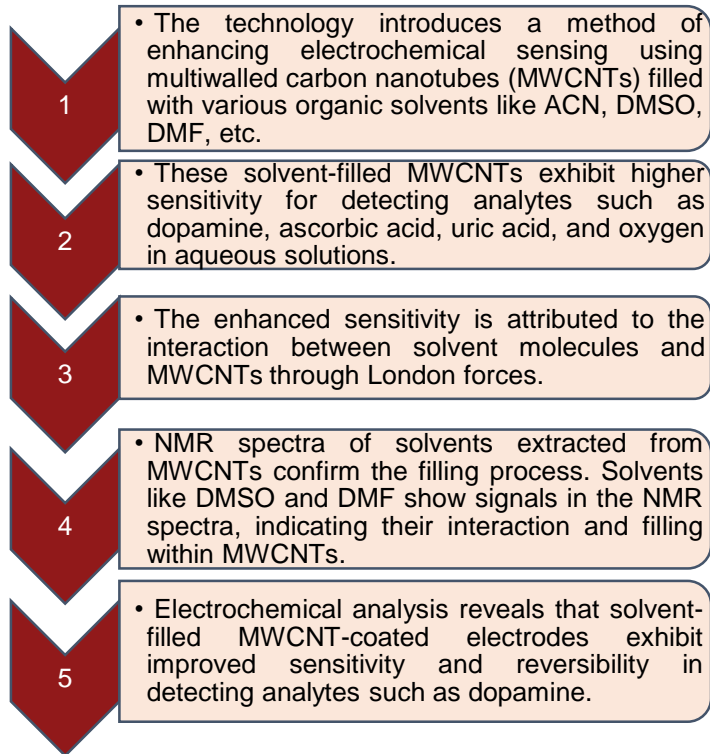 1
• The technology introduces a method of
enhancing electrochemical sensing using
multiwalled carbon nanotubes (MWCNTs) filled
with various organic solvents like ACN, DMSO,
DMF, etc.
2
• These solvent-filled MWCNTs exhibit higher
sensitivity for detecting analytes such as
dopamine, ascorbic acid, uric acid, and oxygen
in aqueous solutions.
3
• The enhanced sensitivity is attributed to the
interaction between solvent molecules and
MWCNTs through London forces.
4
• NMR spectra of solvents extracted from
MWCNTs confirm the filling process. Solvents
like DMSO and DMF show signals in the NMR
spectra, indicating their interaction and filling
within MWCNTs.
5
• Electrochemical analysis reveals that solvent-
filled MWCNT-coated electrodes exhibit
improved sensitivity and reversibility in
detecting analytes such as dopamine.